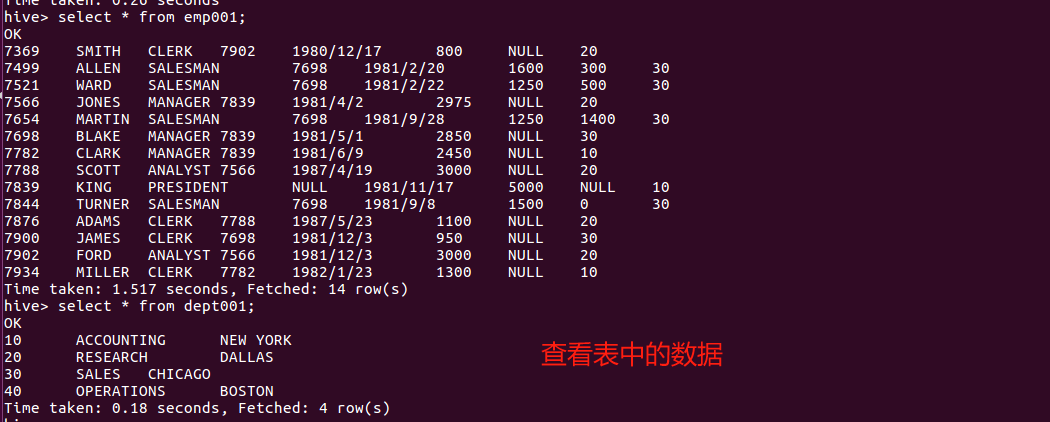 Time taken: 0.26 seconds
hive> select * from emp001;
OK
7369	SMITH	CLERK	7902	1980/12/17	800	NULL	20
7499	ALLEN	SALESMAN	7698	1981/2/20	1600	300	30
7521	WARD	SALESMAN	7698	1981/2/22	1250	500	30
7566	JONES	MANAGER	7839	1981/4/2	2975	NULL	20
7654	MARTIN	SALESMAN	7698	1981/9/28	1250	1400	30
7698	BLAKE	MANAGER	7839	1981/5/1	2850	NULL	30
7782	CLARK	MANAGER	7839	1981/6/9	2450	NULL	10
7788	SCOTT	ANALYST	7566	1987/4/19	3000	NULL	20
7839	KING	PRESIDENT	NULL	1981/11/17	5000	NULL	10
7844	TURNER	SALESMAN	7698	1981/9/8	1500	0	30
7876	ADAMS	CLERK	7788	1987/5/23	1100	NULL	20
7900	JAMES	CLERK	7698	1981/12/3	950	NULL	30
7902	FORD	ANALYST	7566	1981/12/3	3000	NULL	20
7934	MILLER	CLERK	7782	1982/1/23	1300	NULL	10
Time taken: 1.517 seconds, Fetched: 14 row(s)
hive> select * from dept001;
OK
10	ACCOUNTING	NEW YORK
20	RESEARCH	DALLAS
查看表中的数据
30	SALES	CHICAGO
40	OPERATIONS	BOSTON
Time taken: 0.18 seconds, Fetched: 4 row(s)